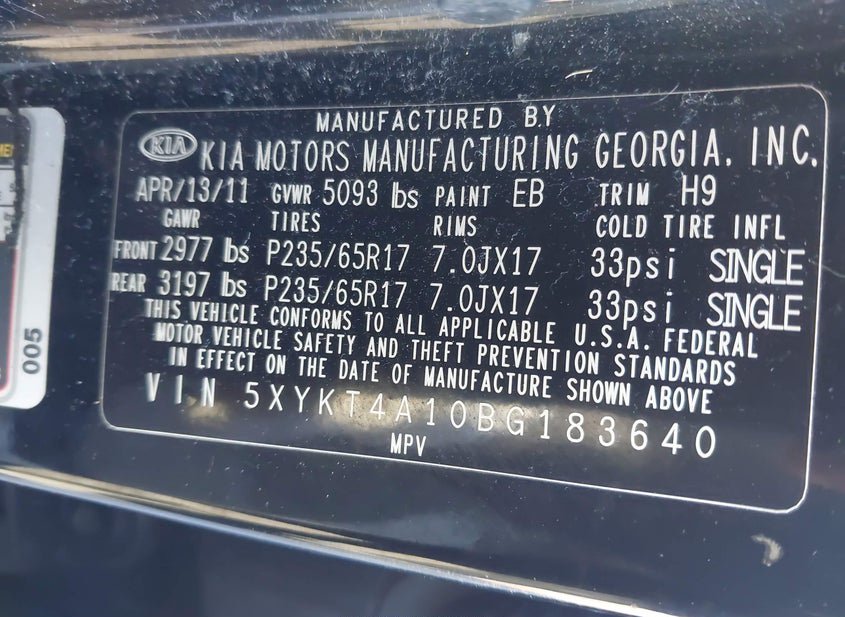 MANUFACTURED BY
KIA KIA MOTORS MANUFACTURING GEORGIA, INC.
APR/13/11 GVWR 5093 lbs PAINT EB TRIM H9
GAWR TIRES RIMS COLD TIRE INFL
FRONT 2977 lbs P235/65R17 7.0JX17 33psi SINGLE
REAR 3197 lbs P235/65R17 7.0JX17 33psi SINGLE
THIS VEHICLE CONFORMS TO ALL APPLICABLE U.S.A. FEDERAL
MOTOR VEHICLE SAFETY AND THEFT PREVENTION STANDARDS
IN EFFECT ON THE DATE OF MANUFACTURE SHOWN ABOVE
VIN 5XYKT4A10BG183640
MPV
005